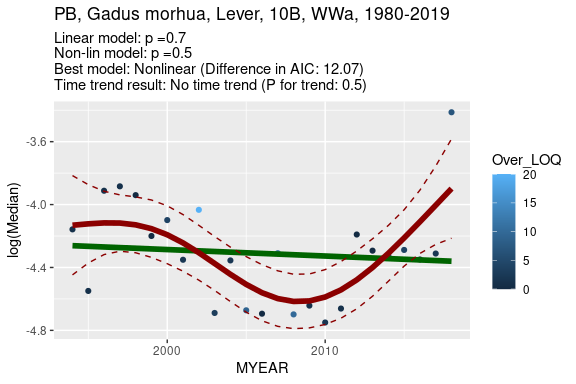 PB, Gadus morhua, Lever, 10B, WWa, 1980-2019
Linear model: p =0.7
Non-lin model: p =0.5
Best model: Nonlinear (Difference in AIC: 12.07)
Time trend result: No time trend (P for trend: 0.5)
-3.6
-4.0
-4.4
-4.8
log(Median)
2000
2010
MYEAR
Over_LOQ
20
15
10
5
0